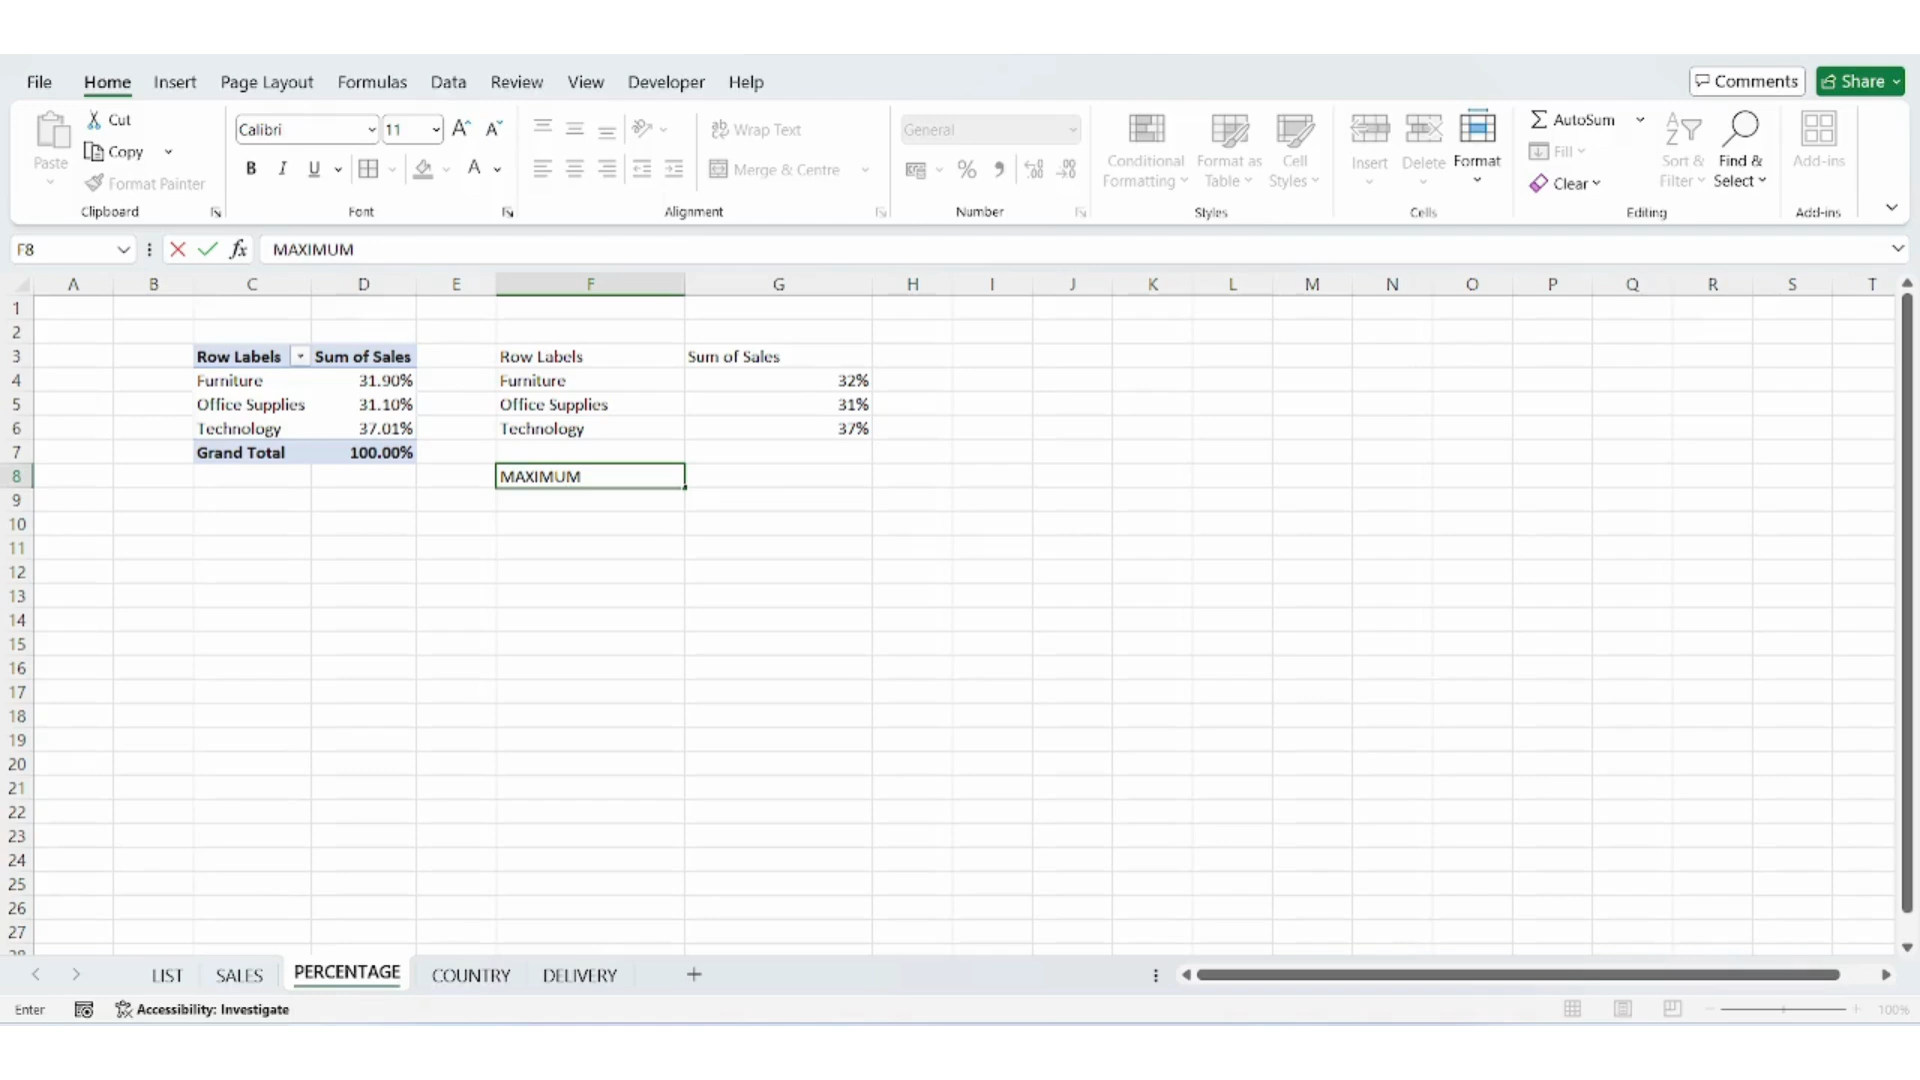 File Home Insert Page Layout Formulas Data Review View Developer Help Comments Share
Paste Cut Copy Format Painter Clipboard
Calibri 11 B I U A Font
Wrap Text Merge & Centre Alignment
General % Number
Conditional Formatting Format as Table Cell Styles Styles
Insert Delete Format Cells
AutoSum Fill Clear Sort & Filter Find & Select Editing
Add-ins Add-ins
F8 fx MAXIMUM
A B C D E F G H I J K L M N O P Q R S T
1
2
3 Row Labels Sum of Sales Row Labels Sum of Sales
4 Furniture 31.90% Furniture 32%
5 Office Supplies 31.10% Office Supplies 31%
6 Technology 37.01% Technology 37%
7 Grand Total 100.00%
8 MAXIMUM
9
10
11
12
13
14
15
16
17
18
19
20
21
22
23
24
25
26
27
LIST SALES PERCENTAGE COUNTRY DELIVERY
Enter Accessibility: Investigate 100%